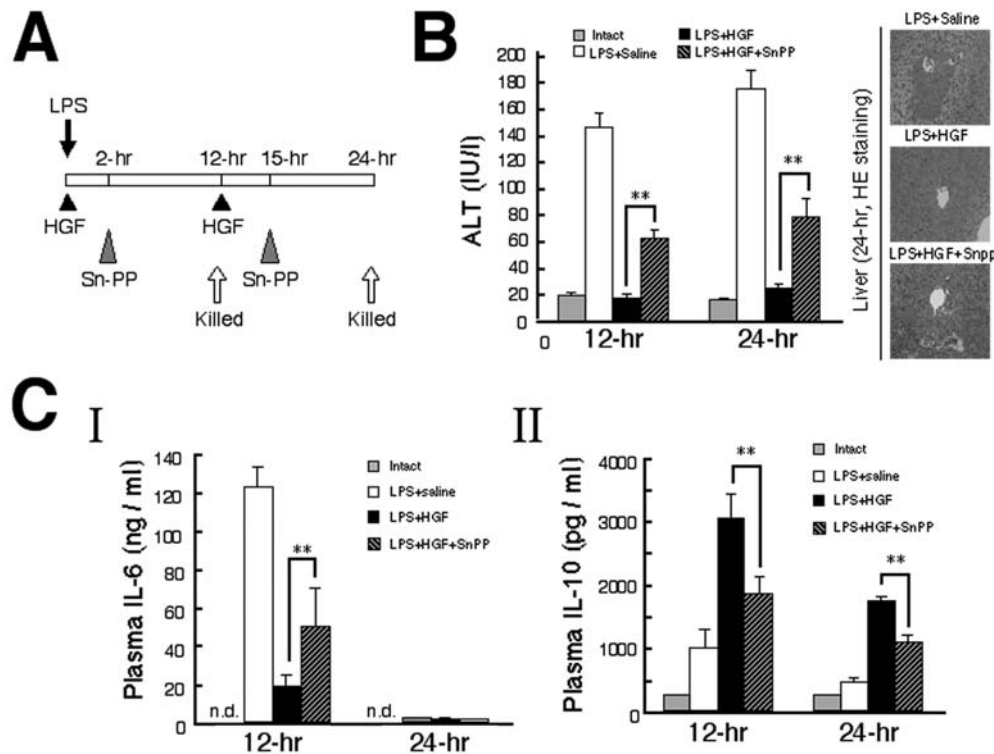 A
LPS
2-hr 12-hr 15-hr 24-hr
HGF HGF
Sn-PP Sn-PP
Killed Killed
B
Intact LPS+HGF
LPS+Saline LPS+HGF+SnPP
ALT (IU/l)
200
180
160
140
120
100
80
60
40
20
0
0
** **
12-hr 24-hr
Liver (24-hr, HE staining)
LPS+Saline
LPS+HGF
LPS+HGF+Snpp
C
I
Plasma IL-6 (ng / ml)
140
120
100
80
60
40
20
0
Intact
LPS+saline
LPS+HGF
LPS+HGF+SnPP
**
n.d. n.d.
12-hr 24-hr
II
Plasma IL-10 (pg / ml)
4000
3000
2000
1000
0
Intact
LPS+saline
LPS+HGF
LPS+HGF+SnPP
** **
12-hr 24-hr